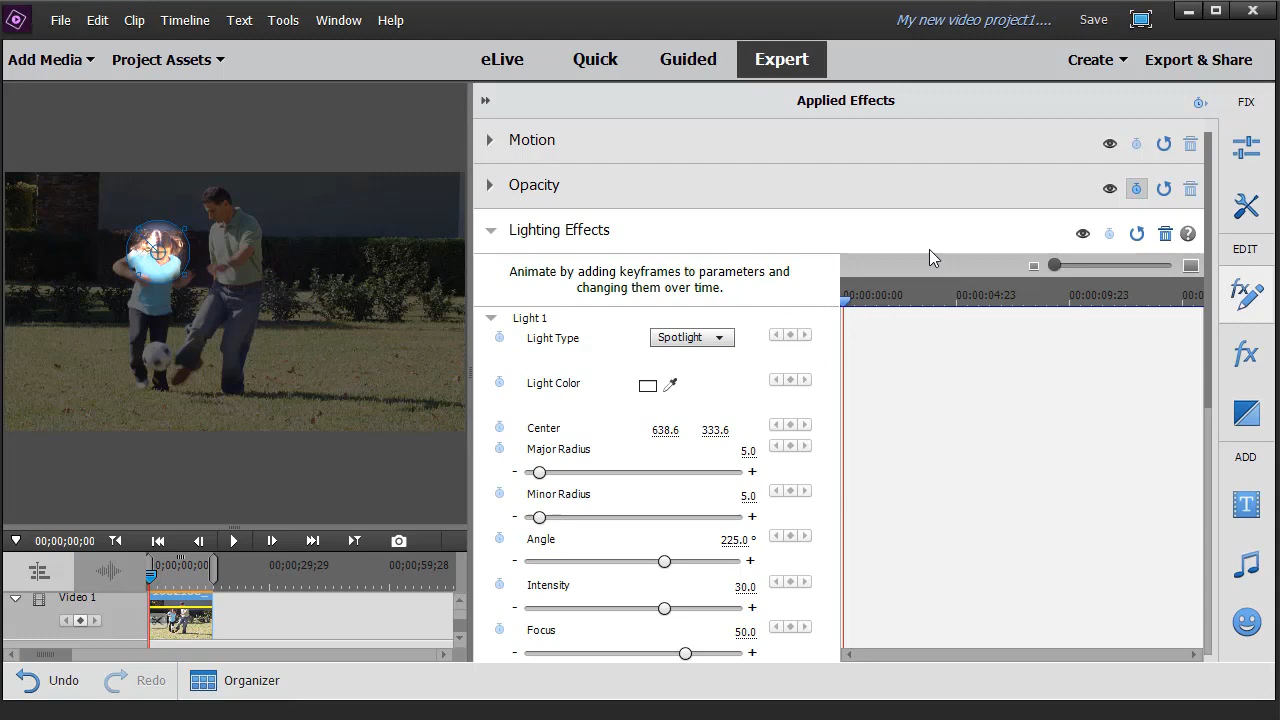 File Edit Clip Timeline Text Tools Window Help My new video project1.... Save
Add Media Project Assets eLive Quick Guided Expert Create Export & Share
Applied Effects FIX
Motion
Opacity
Lighting Effects
EDIT
Animate by adding keyframes to parameters and
changing them over time.
00:00:00:00 00:00:04:23 00:00:09:23 00:0
Light 1
Light Type Spotlight
Light Color
Center 638.6 333.6
Major Radius 5.0
- +
ADD
Minor Radius 5.0
- +
Angle 225.0 °
- +
Intensity 30.0
- +
Focus 50.0
- +
00;00;00;00
0;00;00;00 00:00:29:29 00:00:59:28
Video 1
Undo Redo Organizer